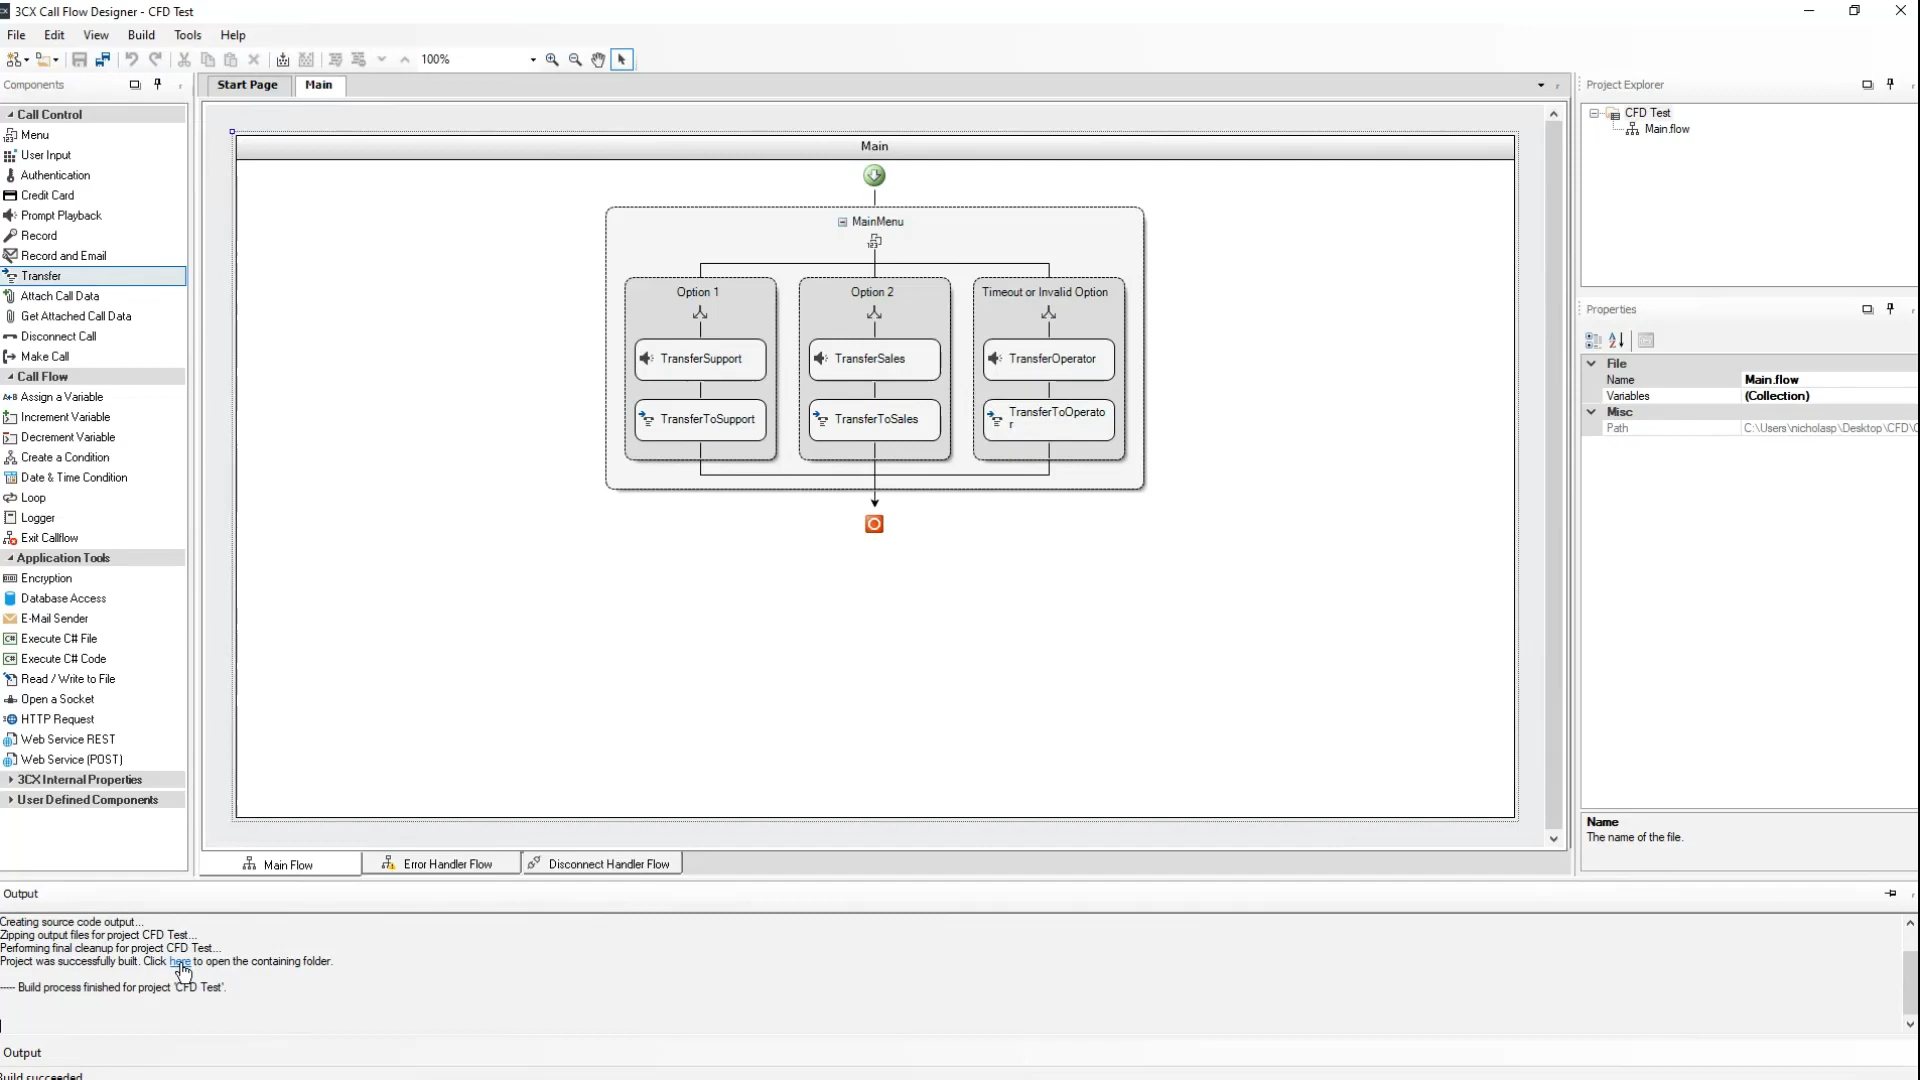 3CX Call Flow Designer - CFD Test
File Edit View Build Tools Help
100%
Components
Call Control
Menu
User Input
Authentication
Credit Card
Prompt Playback
Record
Record and Email
Transfer
Attach Call Data
Get Attached Call Data
Disconnect Call
Make Call
Call Flow
Assign a Variable
Increment Variable
Decrement Variable
Create a Condition
Date & Time Condition
Loop
Logger
Exit Callflow
Application Tools
Encryption
Database Access
E-Mail Sender
Execute C# File
Execute C# Code
Read / Write to File
Open a Socket
HTTP Request
Web Service REST
Web Service (POST)
3CX Internal Properties
User Defined Components
Start Page Main
Main
MainMenu
Option 1 Option 2 Timeout or Invalid Option
TransferSupport TransferSales TransferOperator
TransferToSupport TransferToSales TransferToOperato
r
Main Flow Error Handler Flow Disconnect Handler Flow
Project Explorer
CFD Test
Main.flow
Properties
File
Name Main.flow
Variables (Collection)
Misc
Path C:\Users\nicholasp\Desktop\CFD\C
Name
The name of the file.
Output
Creating source code output...
Zipping output files for project CFD Test...
Performing final cleanup for project CFD Test...
Project was successfully built. Click here to open the containing folder.
----- Build process finished for project 'CFD Test'.
Output
Build succeeded